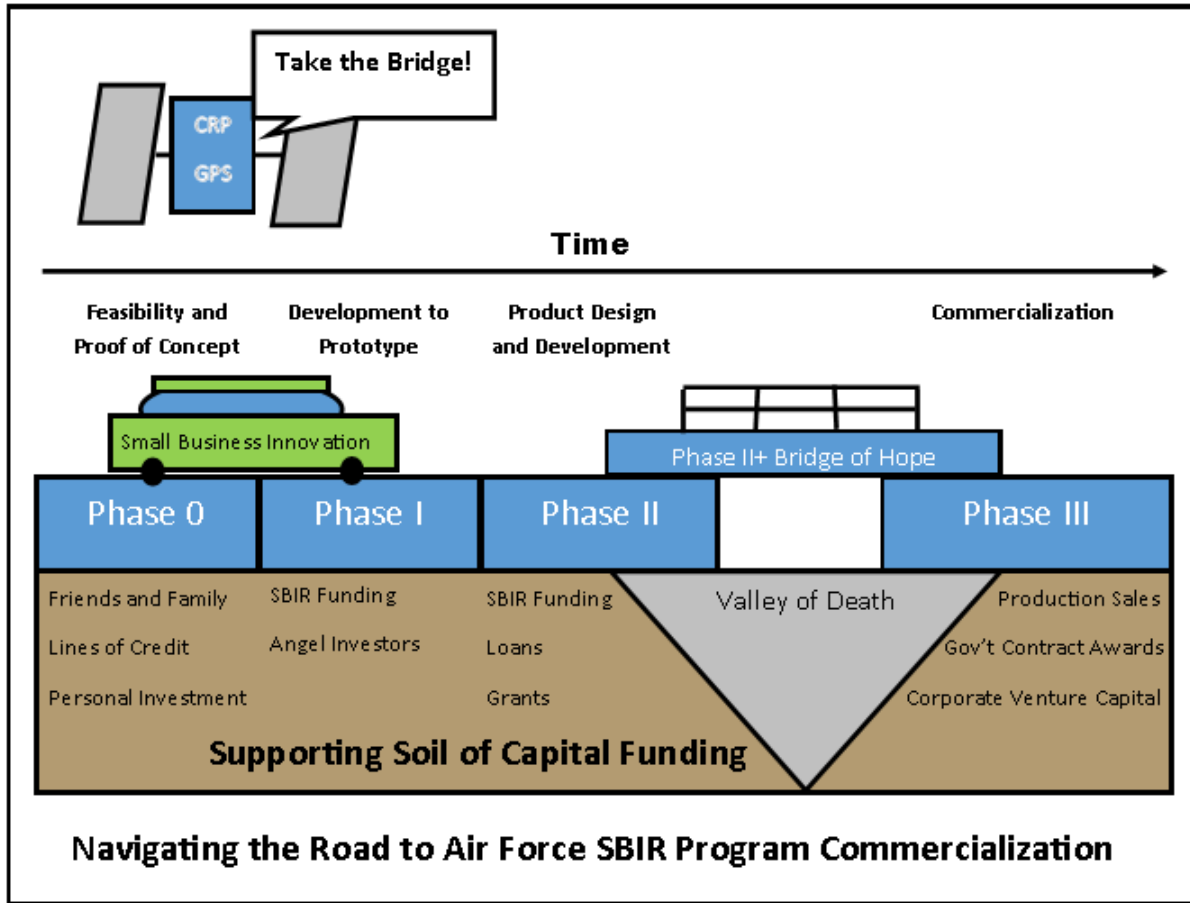 Take the Bridge!
CRP
GPS
Time
Feasibility and
Proof of Concept
Development to
Prototype
Product Design
and Development
Commercialization
Small Business Innovation
Phase II+ Bridge of Hope
Phase 0
Phase I
Phase II
Phase III
Friends and Family
Lines of Credit
Personal Investment
SBIR Funding
Angel Investors
SBIR Funding
Loans
Grants
Valley of Death
Production Sales
Gov't Contract Awards
Corporate Venture Capital
Supporting Soil of Capital Funding
Navigating the Road to Air Force SBIR Program Commercialization